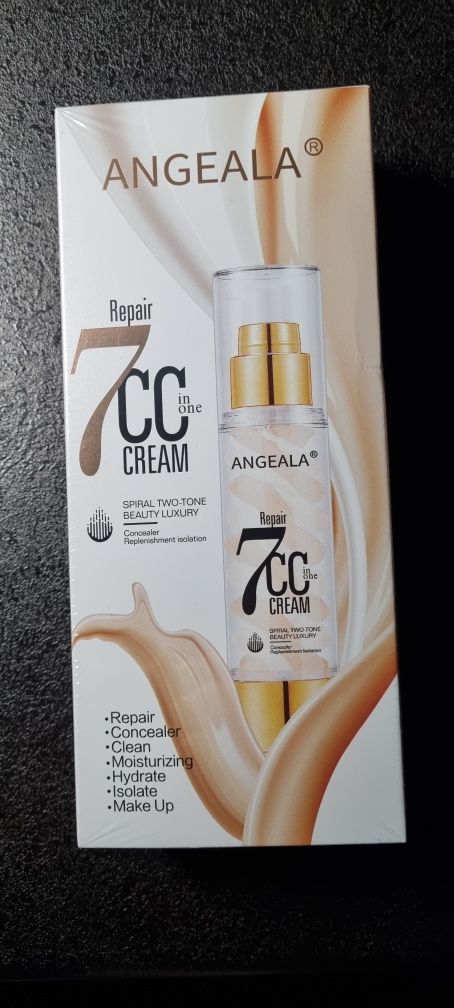 ANGEALA®
Repair
7 CC in one
CREAM
SPIRAL TWO-TONE
BEAUTY LUXURY
Concealer
Replenishment isolation
ANGEALA®
Repair
7 CC in one
CREAM
SPIRAL TWO-TONE
BEAUTY LUXURY
Concealer
Replenishment isolation
•Repair
•Concealer
•Clean
•Moisturizing
•Hydrate
•Isolate
•Make Up